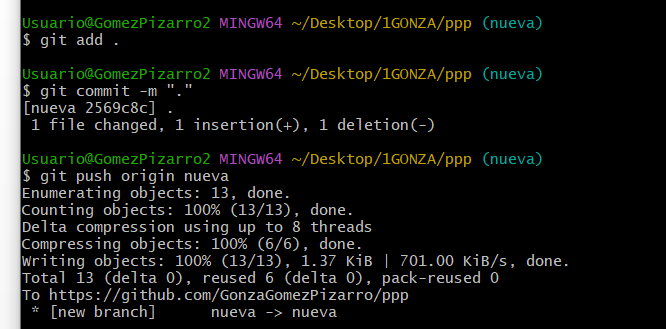 Usuario@GomezPizarro2 MINGW64 ~/Desktop/1GONZA/ppp (nueva)
$ git add .
Usuario@GomezPizarro2 MINGW64 ~/Desktop/1GONZA/ppp (nueva)
$ git commit -m "."
[nueva 2569c8c] .
 1 file changed, 1 insertion(+), 1 deletion(-)
Usuario@GomezPizarro2 MINGW64 ~/Desktop/1GONZA/ppp (nueva)
$ git push origin nueva
Enumerating objects: 13, done.
Counting objects: 100% (13/13), done.
Delta compression using up to 8 threads
Compressing objects: 100% (6/6), done.
Writing objects: 100% (13/13), 1.37 KiB | 701.00 KiB/s, done.
Total 13 (delta 0), reused 6 (delta 0), pack-reused 0
To https://github.com/GonzaGomezPizarro/ppp
 * [new branch]      nueva -> nueva